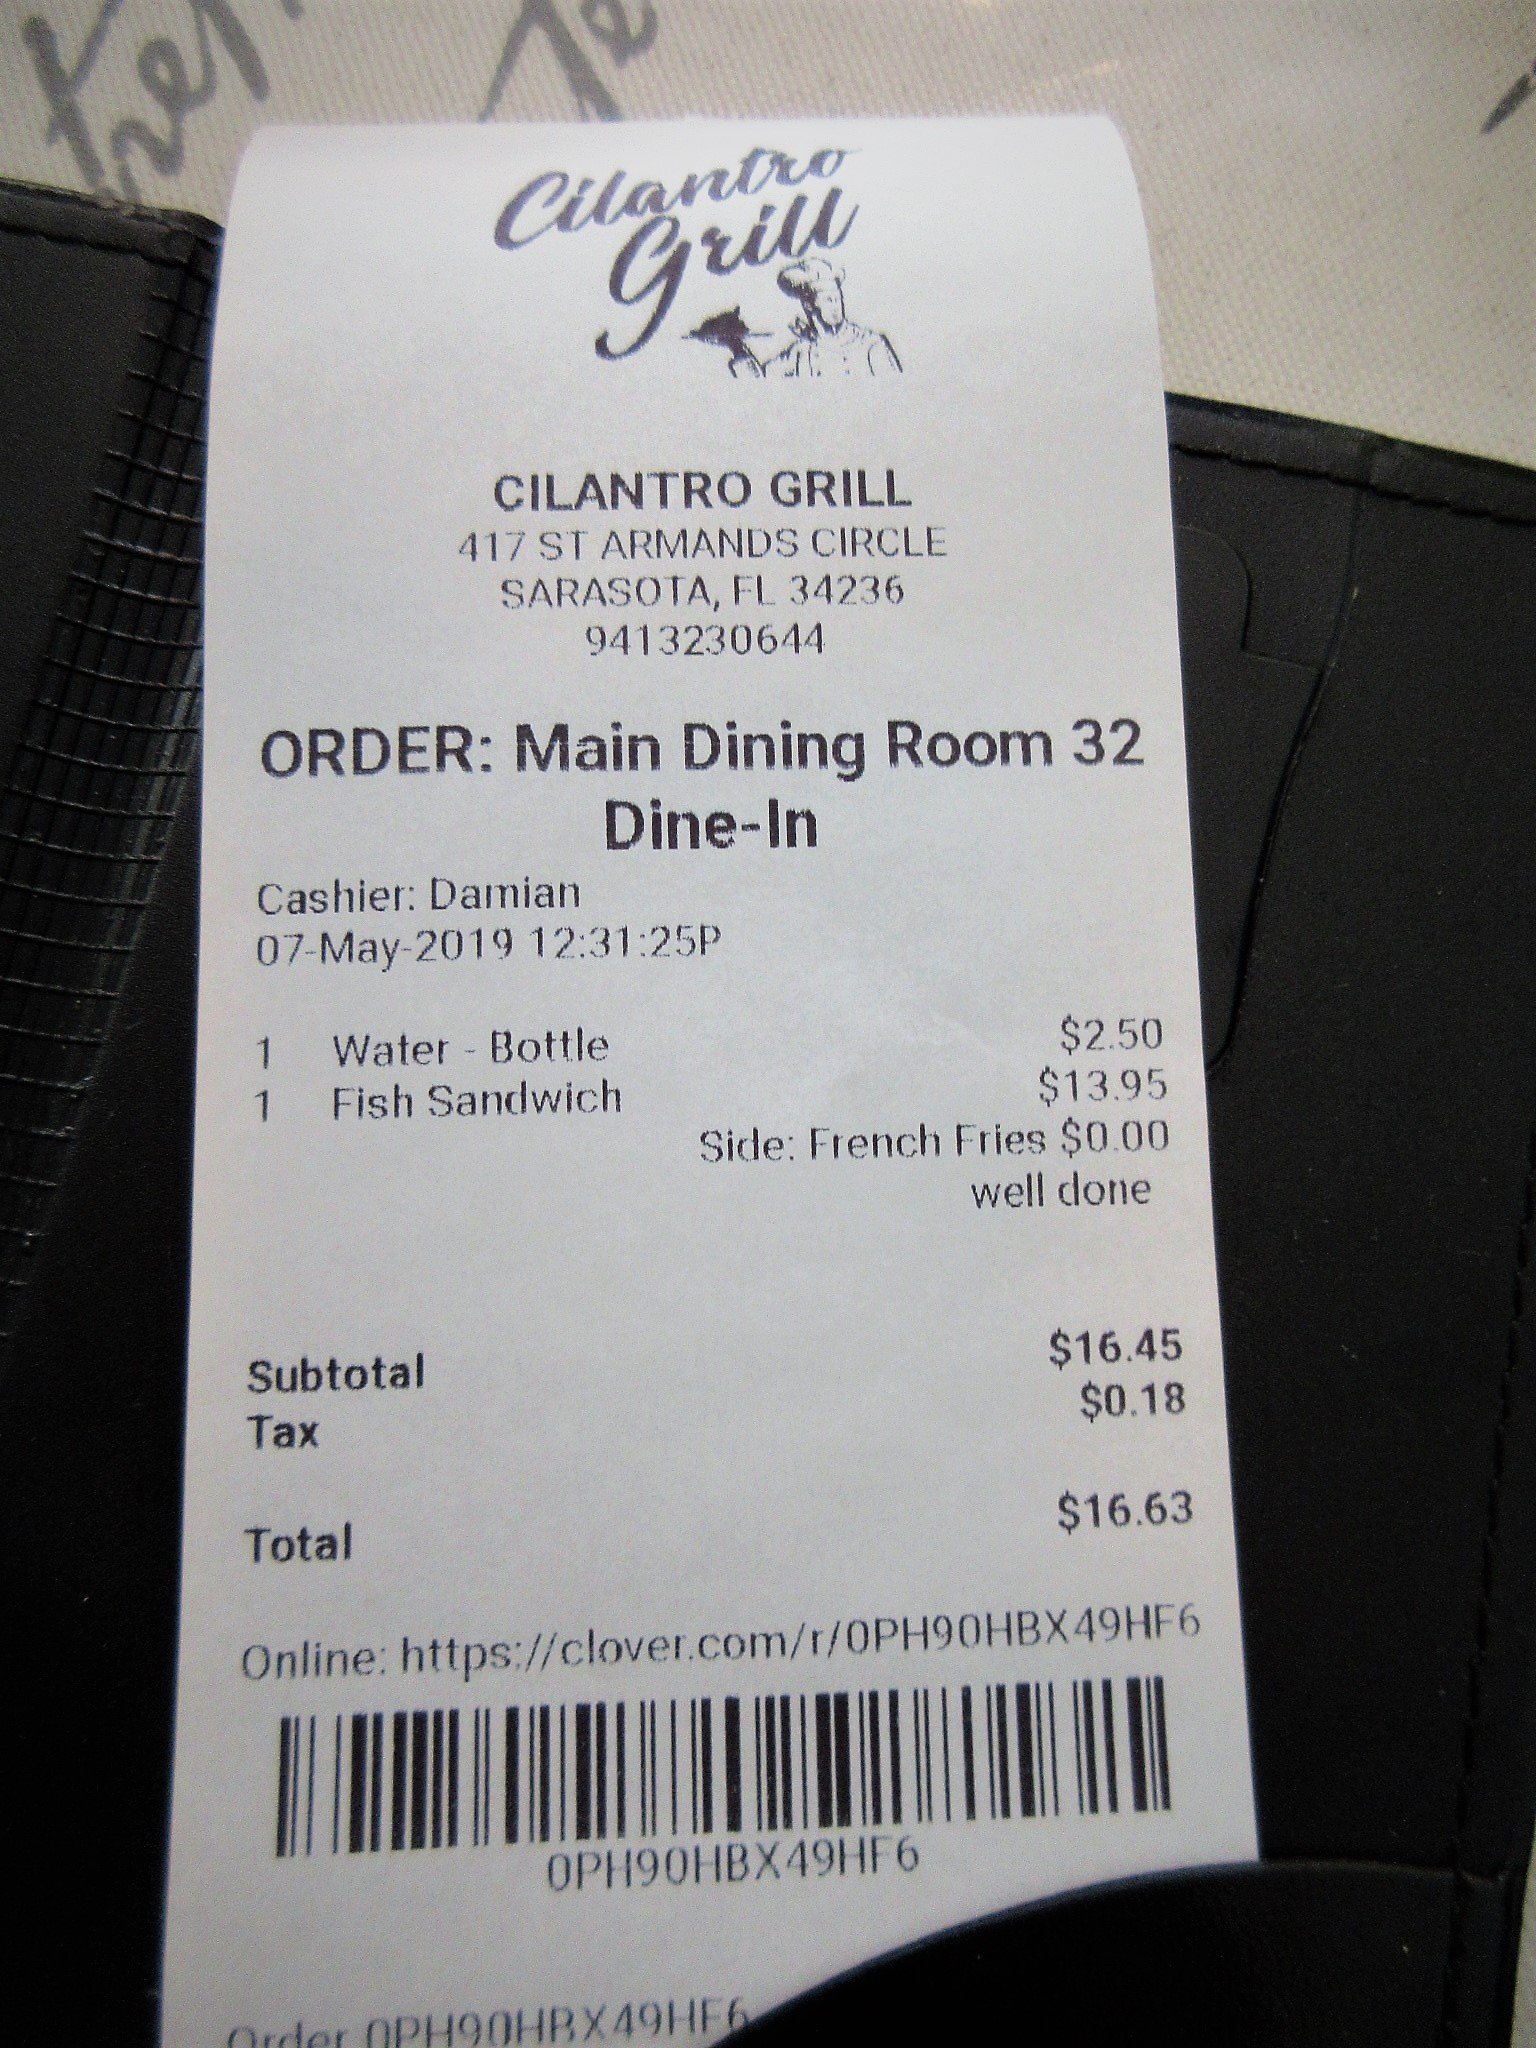 Cilantro
Grill
CILANTRO GRILL
417 ST ARMANDS CIRCLE
SARASOTA, FL 34236
9413230644
ORDER: Main Dining Room 32
Dine-In
Cashier: Damian
07-May-2019 12:31:25P
1 Water - Bottle $2.50
1 Fish Sandwich $13.95
Side: French Fries $0.00
well done
Subtotal $16.45
Tax $0.18
Total $16.63
Online: https://clover.com/r/0PH90HBX49HF6
0PH90HBX49HF6
Order 0PH90HBX49HF6